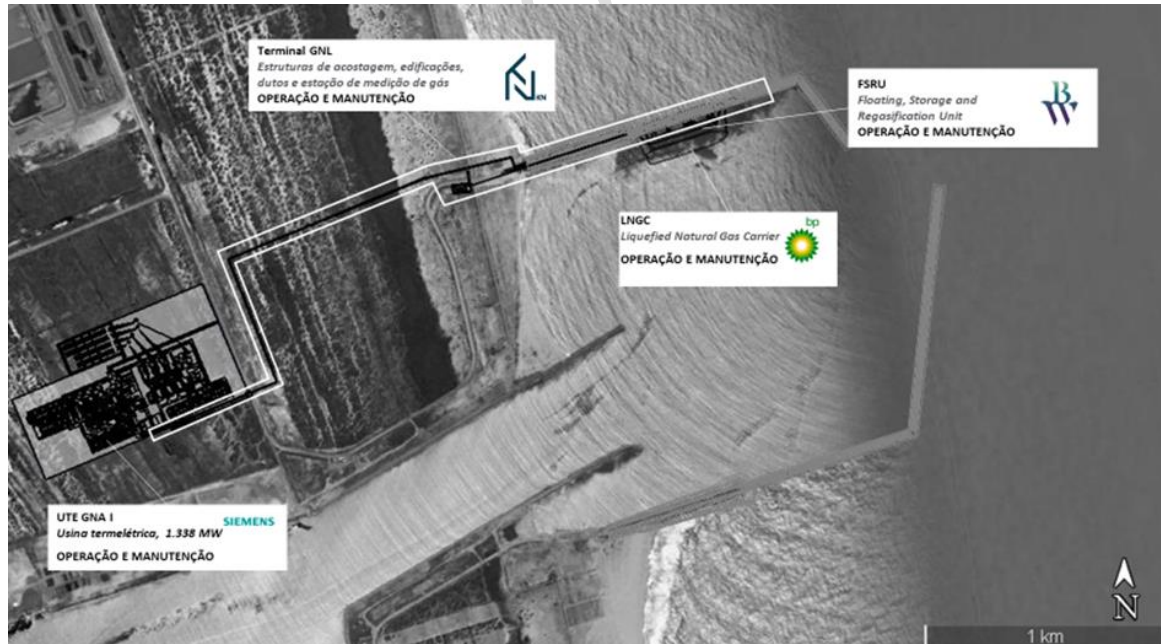 Terminal GNL
Estruturas de acostagem, edificações,
dutos e estação de medição de gás
OPERAÇÃO E MANUTENÇÃO
KN
FSRU
Floating, Storage and
Regasification Unit
OPERAÇÃO E MANUTENÇÃO
BW
LNGC
Liquefied Natural Gas Carrier
OPERAÇÃO E MANUTENÇÃO
bp
UTE GNA I
Usina termelétrica, 1.338 MW
OPERAÇÃO E MANUTENÇÃO
SIEMENS
N
1 km